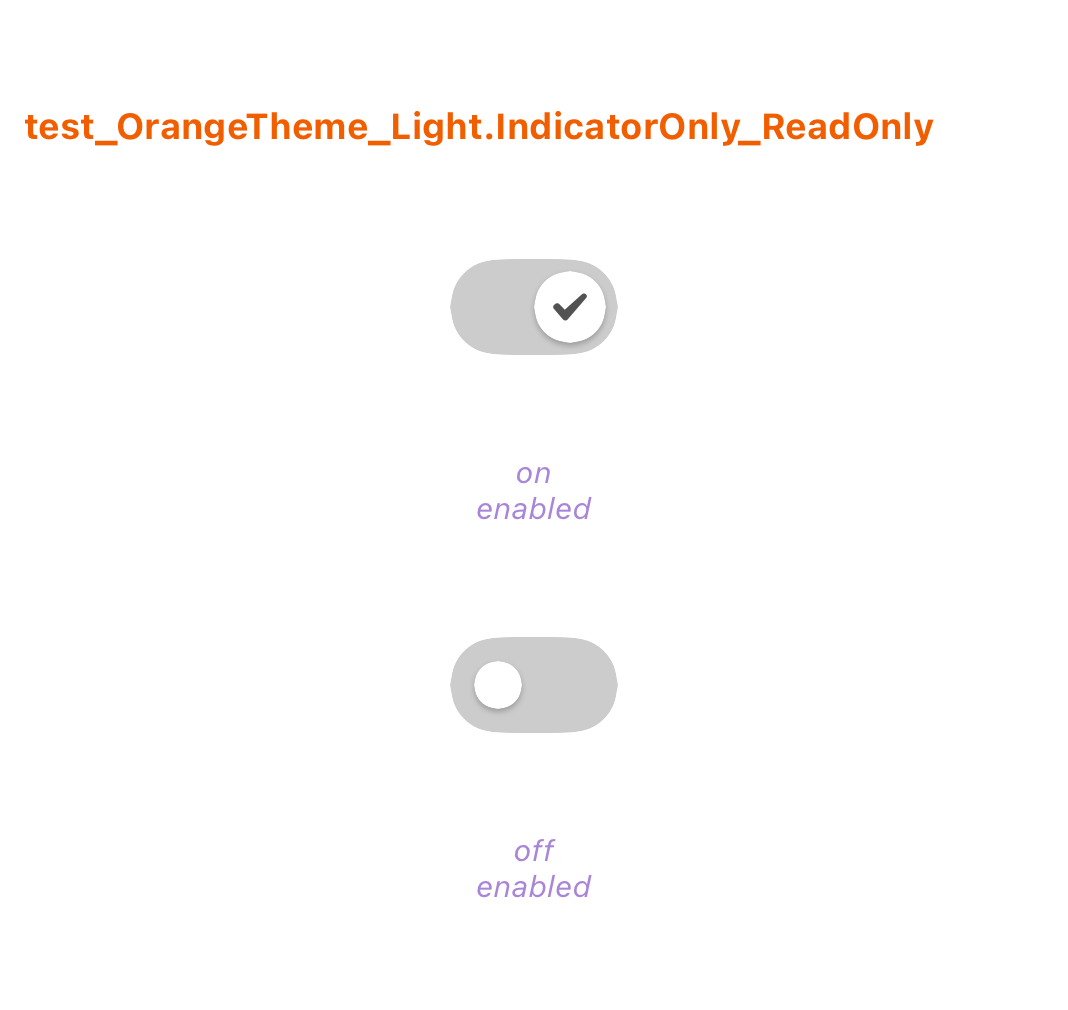 test_OrangeTheme_Light.IndicatorOnly_ReadOnly
on
enabled
off
enabled